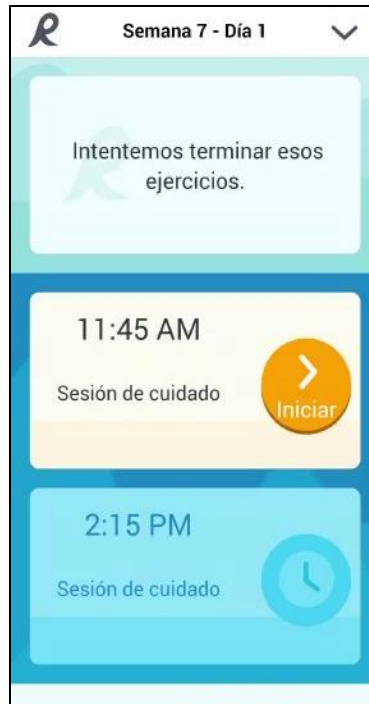 R
Semana 7 - Día 1
Intentemos terminar esos
ejercicios.
11:45 AM
Sesión de cuidado
Iniciar
2:15 PM
Sesión de cuidado